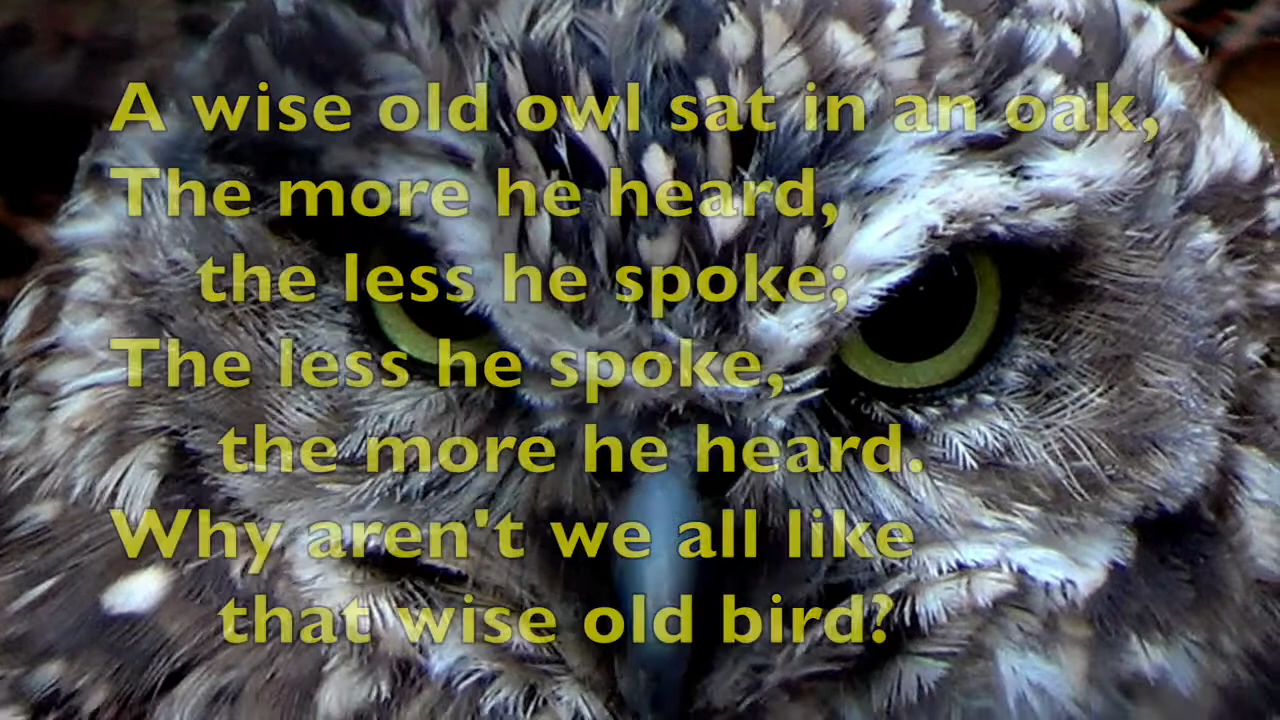 A wise old owl sat in an oak,
The more he heard,
the less he spoke;
The less he spoke,
the more he heard.
Why aren't we all like
that wise old bird?